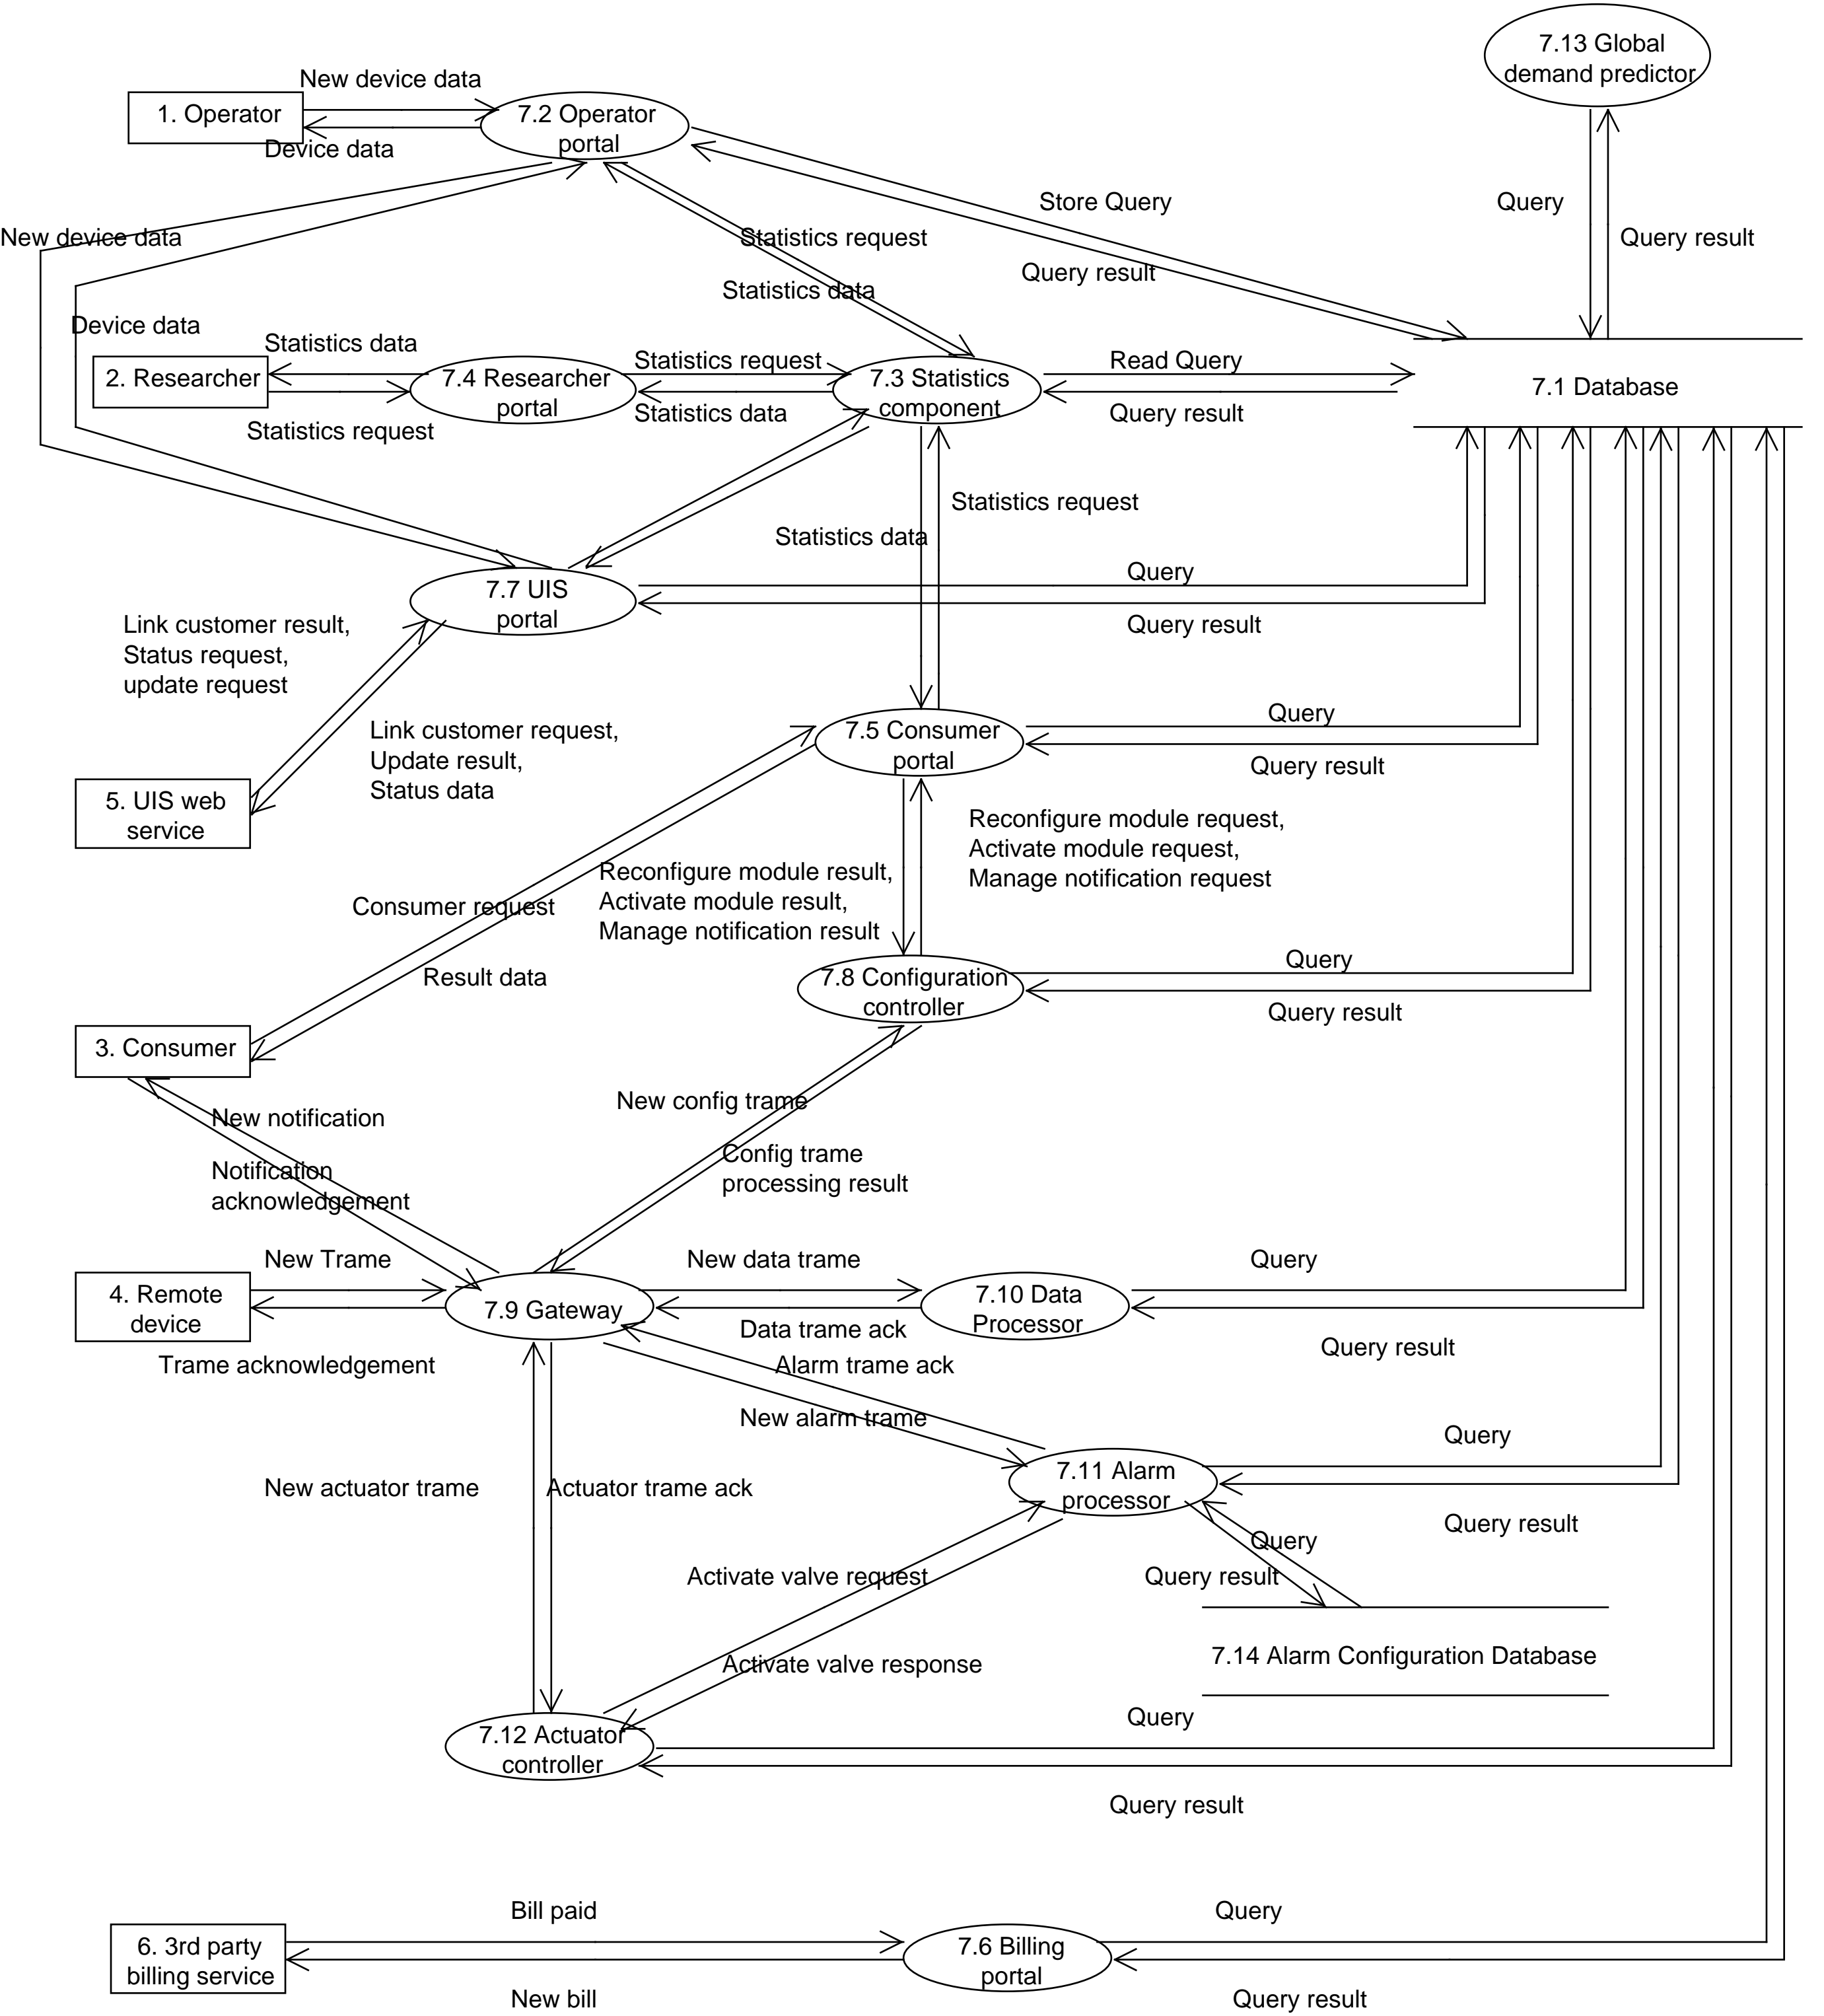 7.13 Global
demand predictor
New device data
1. Operator
7.2 Operator
portal
Device data
Store Query
Query
New device data
Statistics request
Query result
Query result
Statistics data
Device data
Statistics data
Statistics request
Read Query
2. Researcher
7.4 Researcher
portal
7.3 Statistics
component
7.1 Database
Statistics data
Query result
Statistics request
Statistics request
Statistics data
Query
7.7 UIS
portal
Link customer result,
Status request,
update request
Query result
Query
Link customer request,
Update result,
Status data
7.5 Consumer
portal
Query result
5. UIS web
service
Reconfigure module request,
Activate module request,
Manage notification request
Reconfigure module result,
Activate module result,
Manage notification result
Consumer request
Query
Result data
7.8 Configuration
controller
Query result
3. Consumer
New config trame
New notification
Config trame
processing result
Notification
acknowledgement
New Trame
New data trame
Query
4. Remote
device
7.9 Gateway
7.10 Data
Processor
Data trame ack
Query result
Trame acknowledgement
Alarm trame ack
New alarm trame
Query
7.11 Alarm
processor
New actuator trame
Actuator trame ack
Query result
Query
Activate valve request
Query result
Activate valve response
7.14 Alarm Configuration Database
Query
7.12 Actuator
controller
Query result
Bill paid
Query
6. 3rd party
billing service
7.6 Billing
portal
New bill
Query result